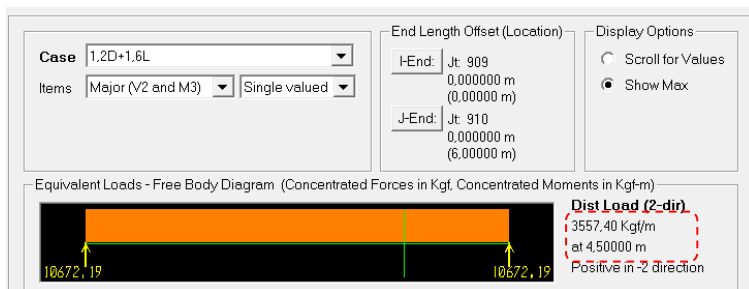 Case 1,2D+1,6L
Items Major (V2 and M3) Single valued
End Length Offset (Location)
I-End: Jt: 909
0,000000 m
(0,00000 m)
J-End: Jt: 910
0,000000 m
(6,00000 m)
Display Options
Scroll for Values
Show Max
Equivalent Loads - Free Body Diagram (Concentrated Forces in Kgf, Concentrated Moments in Kgf-m)
10672,19 10672,19
Dist Load (2-dir)
3557,40 Kgf/m
at 4,50000 m
Positive in -2 direction